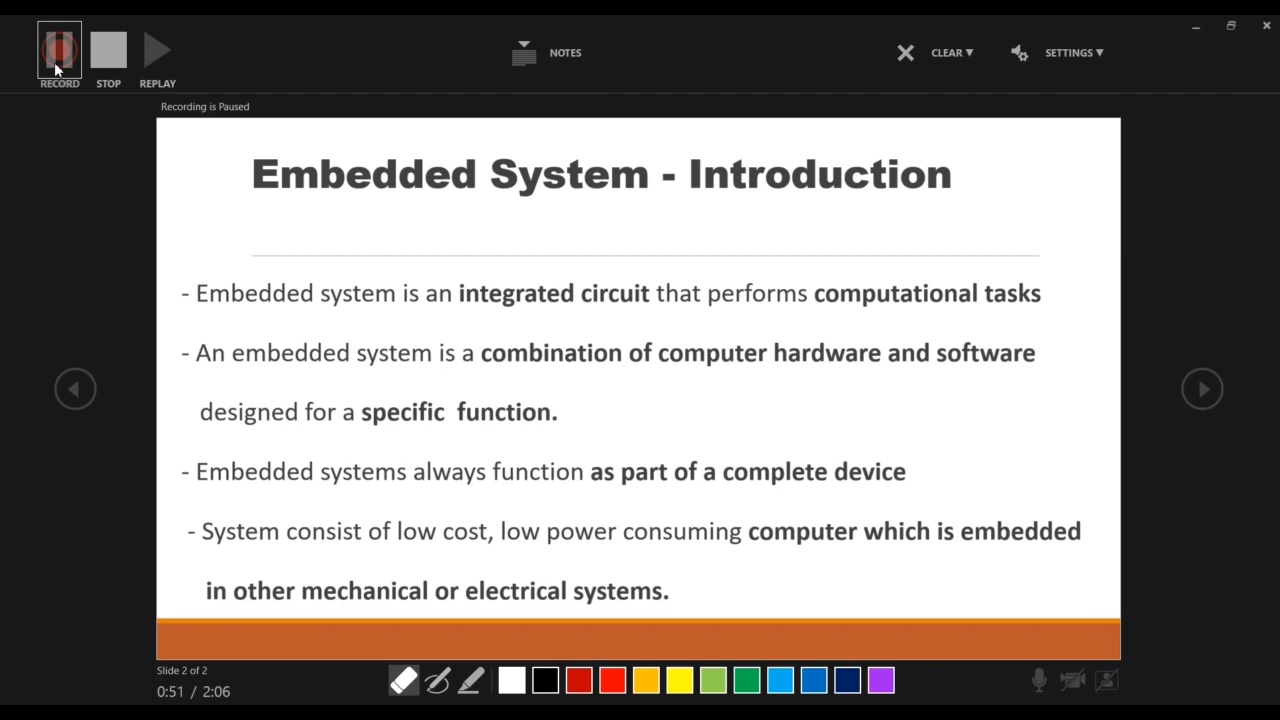 RECORD STOP REPLAY NOTES CLEAR SETTINGS
Recording is Paused
Embedded System - Introduction
- Embedded system is an integrated circuit that performs computational tasks
- An embedded system is a combination of computer hardware and software
designed for a specific function.
- Embedded systems always function as part of a complete device
- System consist of low cost, low power consuming computer which is embedded
in other mechanical or electrical systems.
Slide 2 of 2
0:51 / 2:06